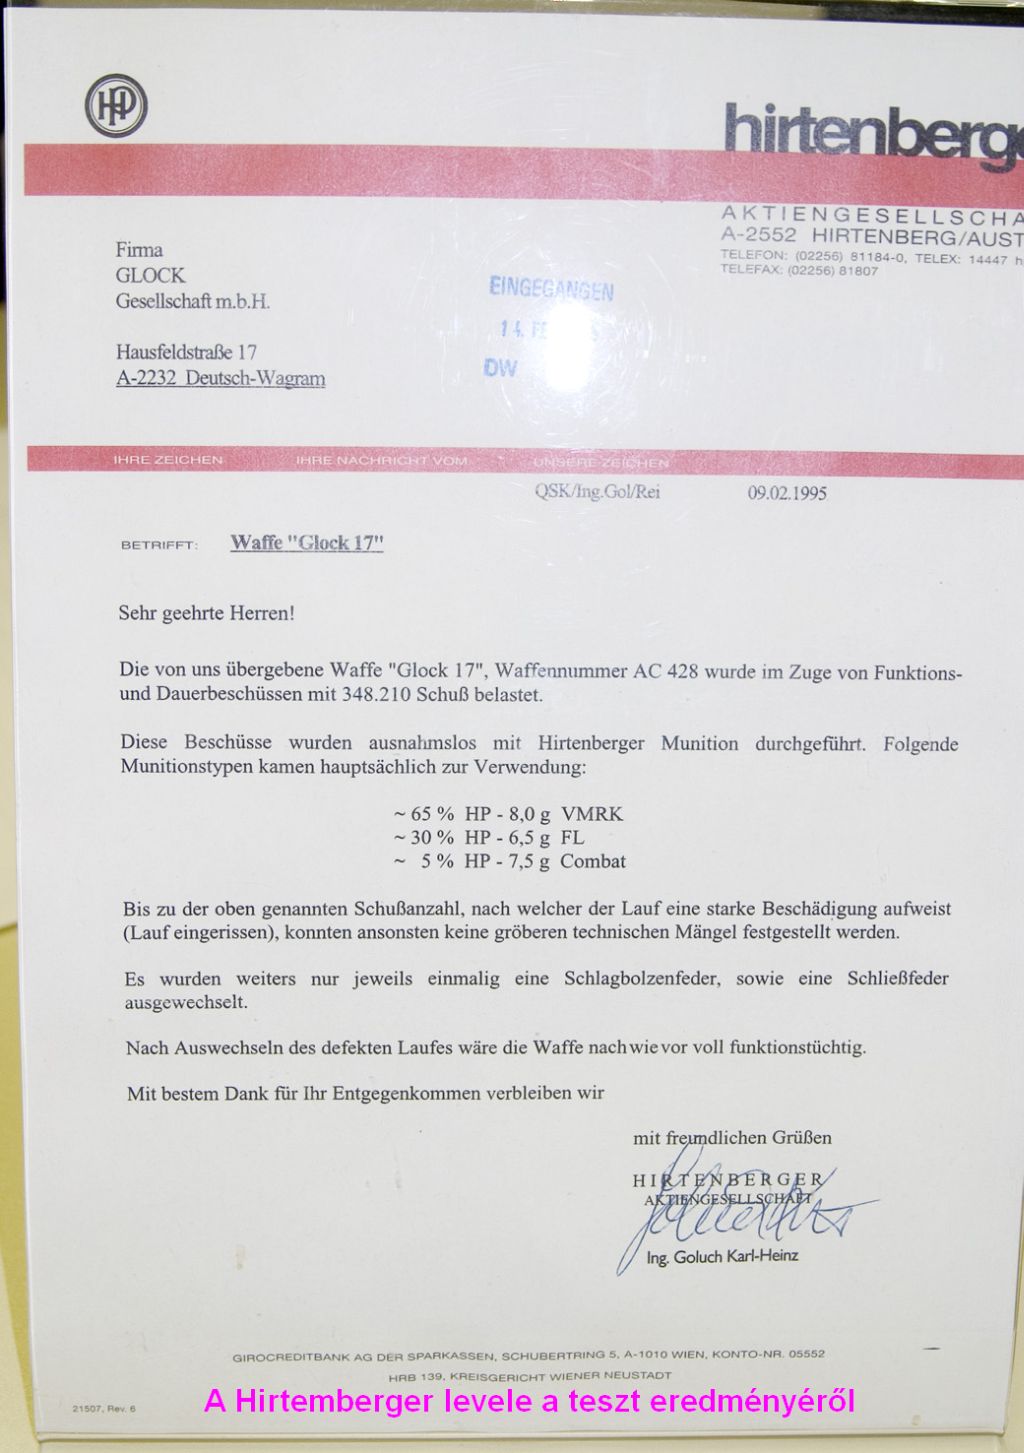 HP
hirtenberge
AKTIENGESELLSCHA
A-2552 HIRTENBERG/AUST
TELEFON: (02256) 81184-0, TELEX: 14447 h
TELEFAX: (02256) 81807
Firma
GLOCK
Gesellschaft m.b.H.
Hausfeldstraße 17
A-2232 Deutsch-Wagram
EINGEGANGEN
14. FE
DW
IHRE ZEICHEN IHRE NACHRICHT VOM UNSERE ZEICHEN
QSK/Ing.Gol/Rei 09.02.1995
BETRIFFT: Waffe "Glock 17"
Sehr geehrte Herren!
Die von uns übergebene Waffe "Glock 17", Waffennummer AC 428 wurde im Zuge von Funktions-
und Dauerbeschüssen mit 348.210 Schuß belastet.
Diese Beschüsse wurden ausnahmslos mit Hirtenberger Munition durchgeführt. Folgende
Munitionstypen kamen hauptsächlich zur Verwendung:
~ 65 % HP - 8,0 g VMRK
~ 30 % HP - 6,5 g FL
~ 5 % HP - 7,5 g Combat
Bis zu der oben genannten Schußanzahl, nach welcher der Lauf eine starke Beschädigung aufweist
(Lauf eingerissen), konnten ansonsten keine gröberen technischen Mängel festgestellt werden.
Es wurden weiters nur jeweils einmalig eine Schlagbolzenfeder, sowie eine Schließfeder
ausgewechselt.
Nach Auswechseln des defekten Laufes wäre die Waffe nach wie vor voll funktionstüchtig.
Mit bestem Dank für Ihr Entgegenkommen verbleiben wir
mit freundlichen Grüßen
HIRTENBERGER
AKTIENGESELLSCHAFT
Ing. Goluch Karl-Heinz
GIROCREDITBANK AG DER SPARKASSEN, SCHUBERTRING 5, A-1010 WIEN, KONTO-NR. 05552
HRB 139, KREISGERICHT WIENER NEUSTADT
21507, Rev. 6
A Hirtemberger levele a teszt eredményéről